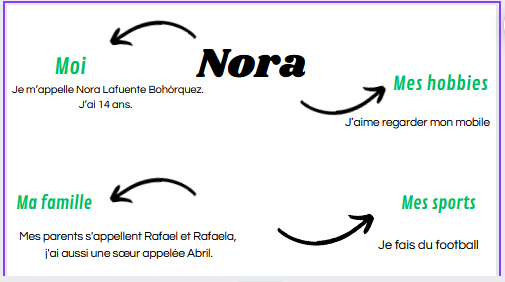 Nora
Moi
Je m'appelle Nora Lafuente Bohórquez.
J'ai 14 ans.
Mes hobbies
J'aime regarder mon mobile
Ma famille
Mes parents s'appellent Rafael et Rafaela,
j'ai aussi une sœur appelée Abril.
Mes sports
Je fais du football